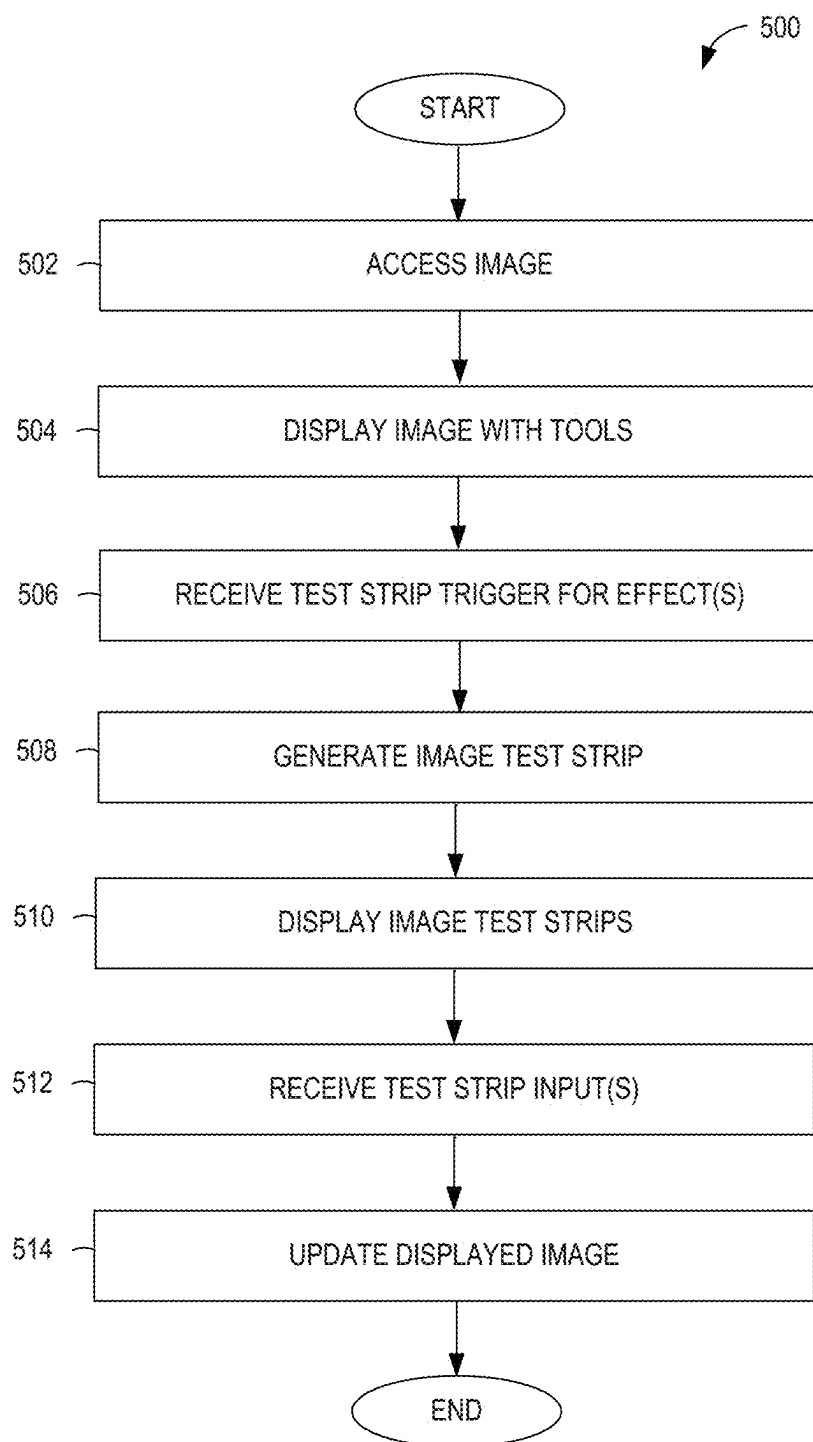 500
START
502 ACCESS IMAGE
504 DISPLAY IMAGE WITH TOOLS
506 RECEIVE TEST STRIP TRIGGER FOR EFFECT(S)
508 GENERATE IMAGE TEST STRIP
510 DISPLAY IMAGE TEST STRIPS
512 RECEIVE TEST STRIP INPUT(S)
514 UPDATE DISPLAYED IMAGE
END